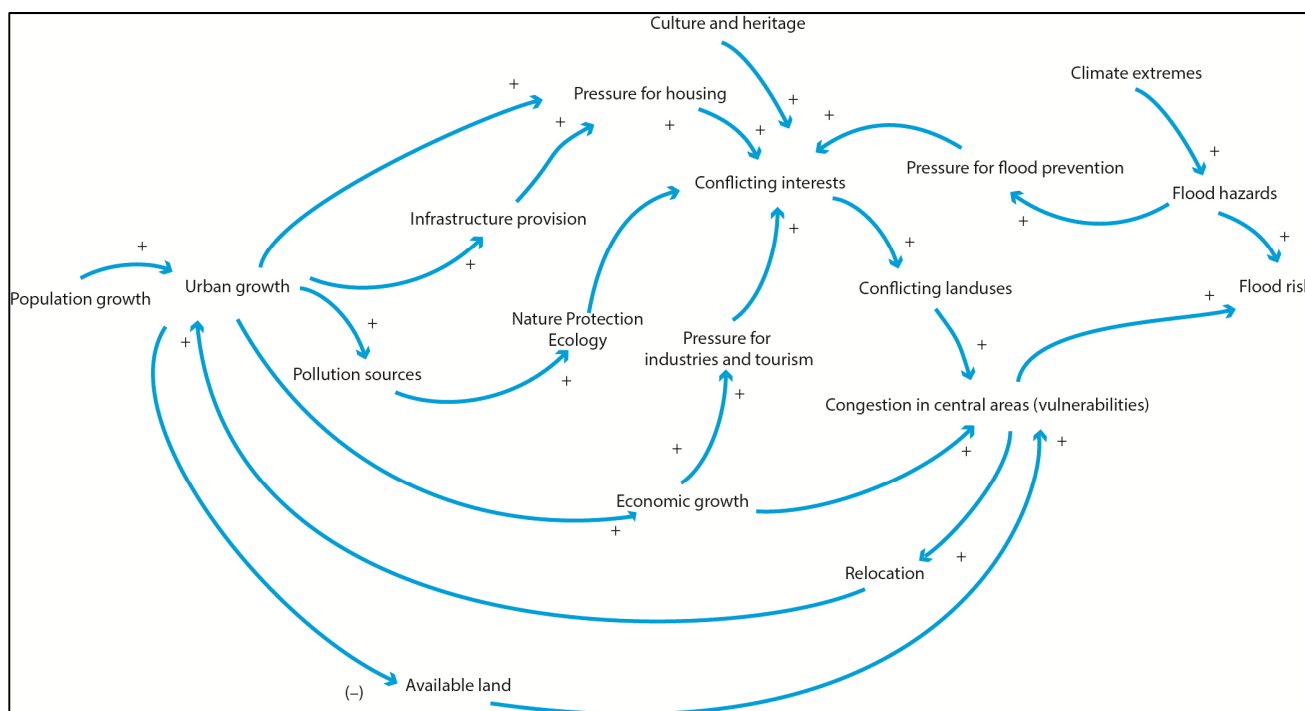 Culture and heritage
Climate extremes
+
Pressure for housing
+
+
+
+
+
+
Pressure for flood prevention
Conflicting interests
Flood hazards
Infrastructure provision
+
+
+
+
+
+
Urban growth
Population growth
Conflicting landuses
Flood risk
+
Nature Protection
Ecology
+
+
Pressure for
industries and tourism
+
Pollution sources
+
+
Congestion in central areas (vulnerabilities)
+
+
+
Economic growth
+
+
Relocation
(–)
Available land